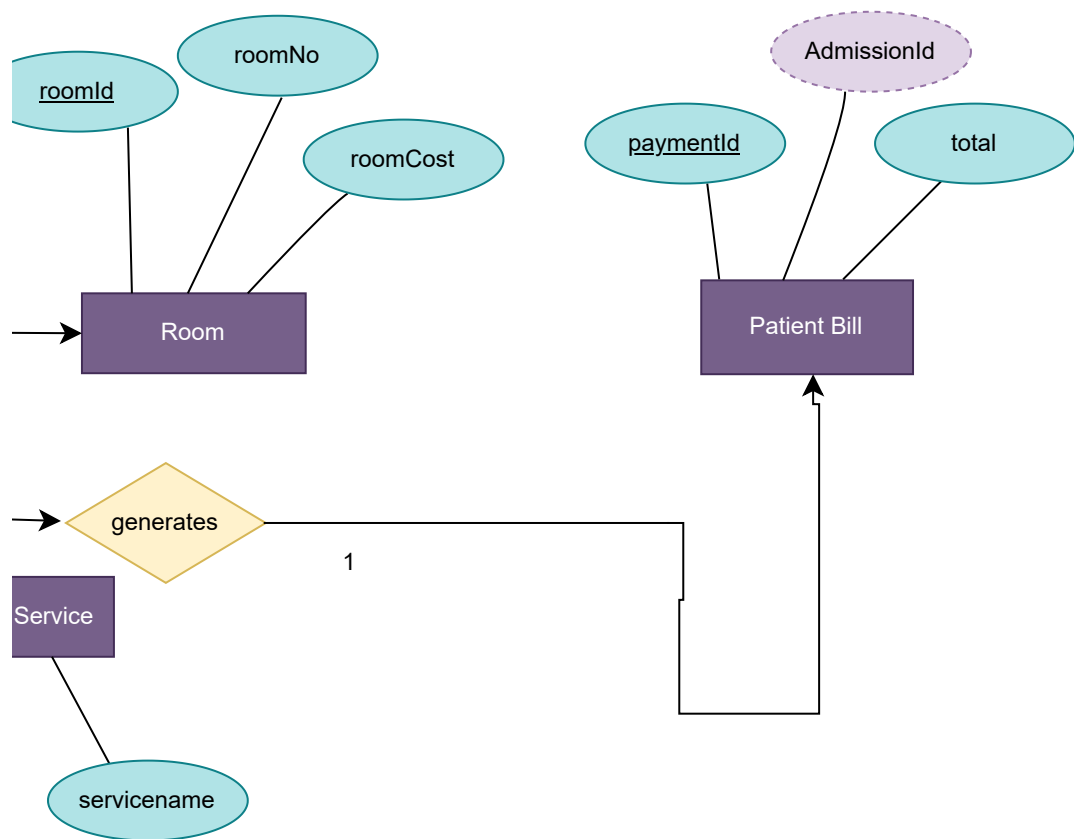 AdmissionId
roomNo
roomId
paymentId
total
roomCost
Room
Patient Bill
generates
1
Service
servicename